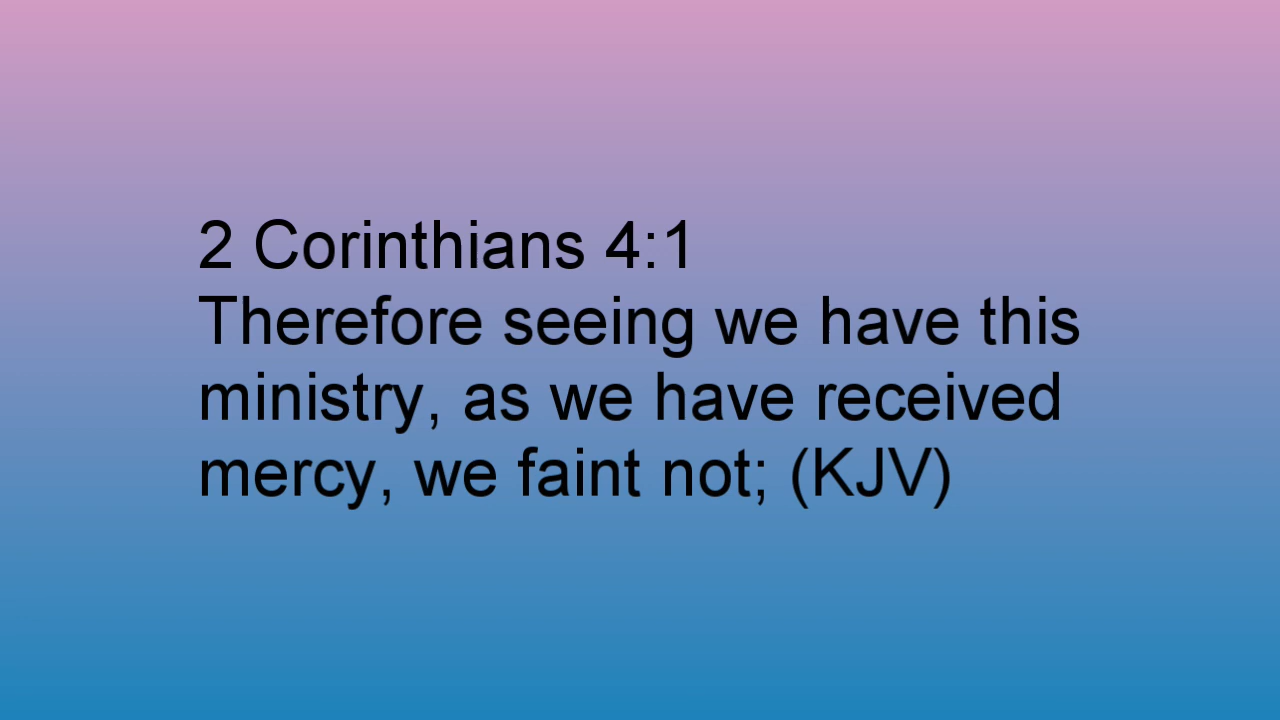 2 Corinthians 4:1
Therefore seeing we have this
ministry, as we have received
mercy, we faint not; (KJV)